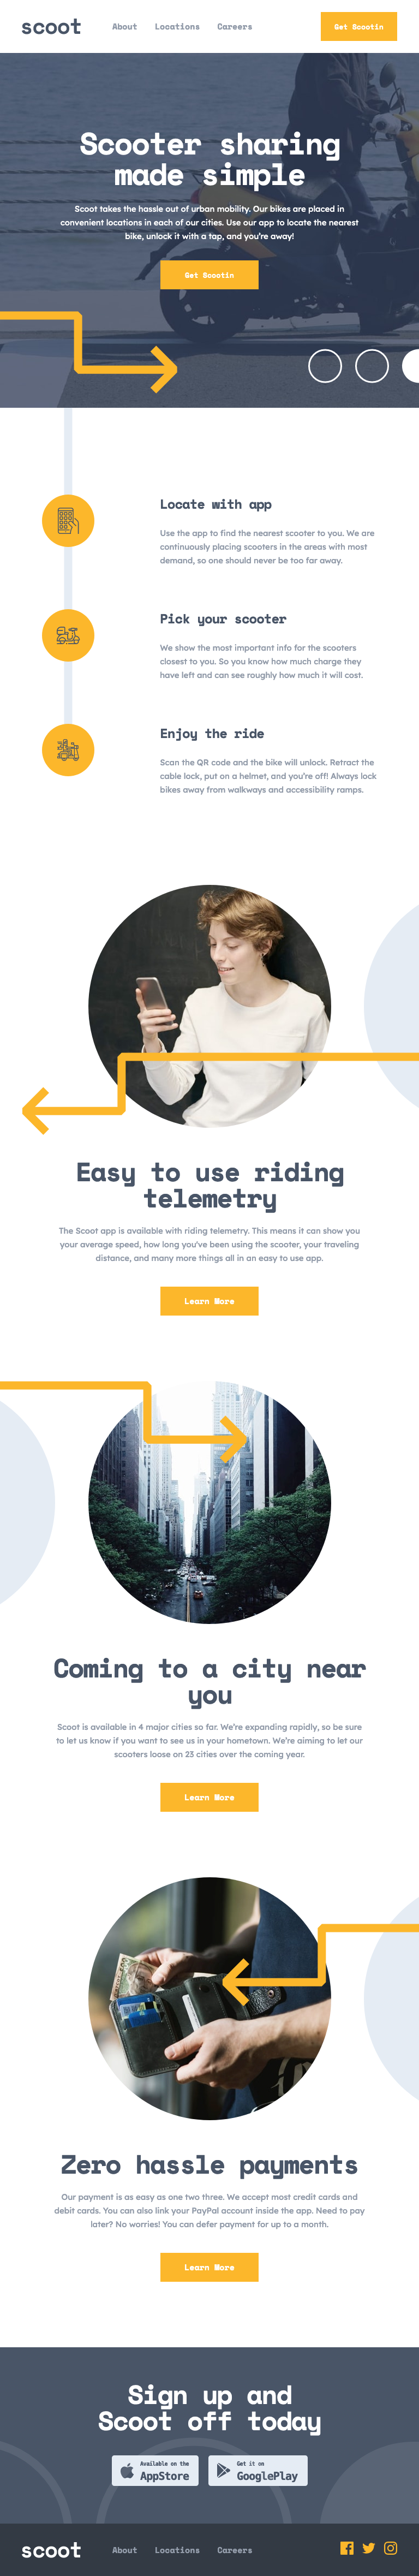 scoot
About
Locations
Careers
Get Scootin
Scooter sharing
made simple
Scoot takes the hassle out of urban mobility. Our bikes are placed in
convenient locations in each of our cities. Use our app to locate the nearest
bike, unlock it with a tap, and you're away!
Get Scootin
Locate with app
Use the app to find the nearest scooter to you. We are
continuously placing scooters in the areas with most
demand, so one should never be too far away.
Pick your scooter
We show the most important info for the scooters
closest to you. So you know how much charge they
have left and can see roughly how much it will cost.
Enjoy the ride
Scan the QR code and the bike will unlock. Retract the
cable lock, put on a helmet, and you're off! Always lock
bikes away from walkways and accessibility ramps.
Easy to use riding
telemetry
The Scoot app is available with riding telemetry. This means it can show you
your average speed, how long you've been using the scooter, your traveling
distance, and many more things all in an easy to use app.
Learn More
Coming to a city near
you
Scoot is available in 4 major cities so far. We're expanding rapidly, so be sure
to let us know if you want to see us in your hometown. We're aiming to let our
scooters loose on 23 cities over the coming year.
Learn More
Zero hassle payments
Our payment is as easy as one two three. We accept most credit cards and
debit cards. You can also link your PayPal account inside the app. Need to pay
later? No worries! You can defer payment for up to a month.
Learn More
Sign up and
Scoot off today
Available on the
AppStore
Get it on
GooglePlay
scoot
About
Locations
Careers